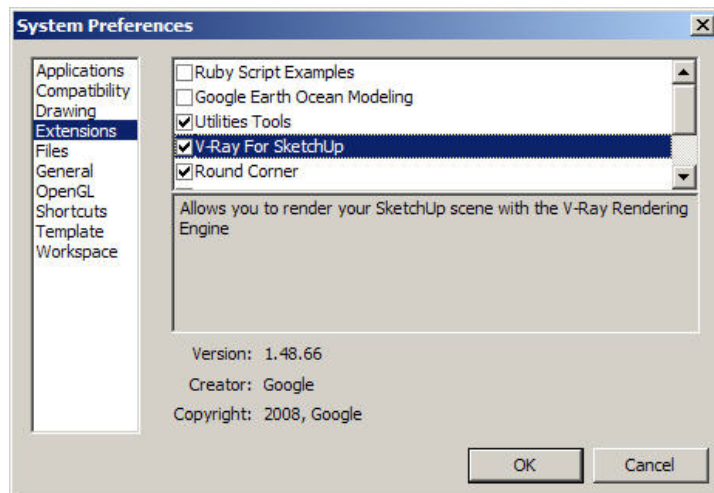 System Preferences
Applications
Compatibility
Drawing
Extensions
Files
General
OpenGL
Shortcuts
Template
Workspace
Ruby Script Examples
Google Earth Ocean Modeling
Utilities Tools
V-Ray For SketchUp
Round Corner
Allows you to render your SketchUp scene with the V-Ray Rendering
Engine
Version: 1.48.66
Creator: Google
Copyright: 2008, Google
OK Cancel